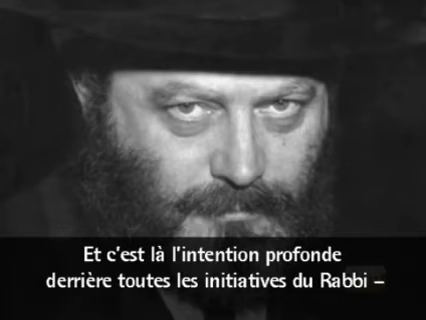 Et c'est là l'intention profonde
derrière toutes les initiatives du Rabbi –